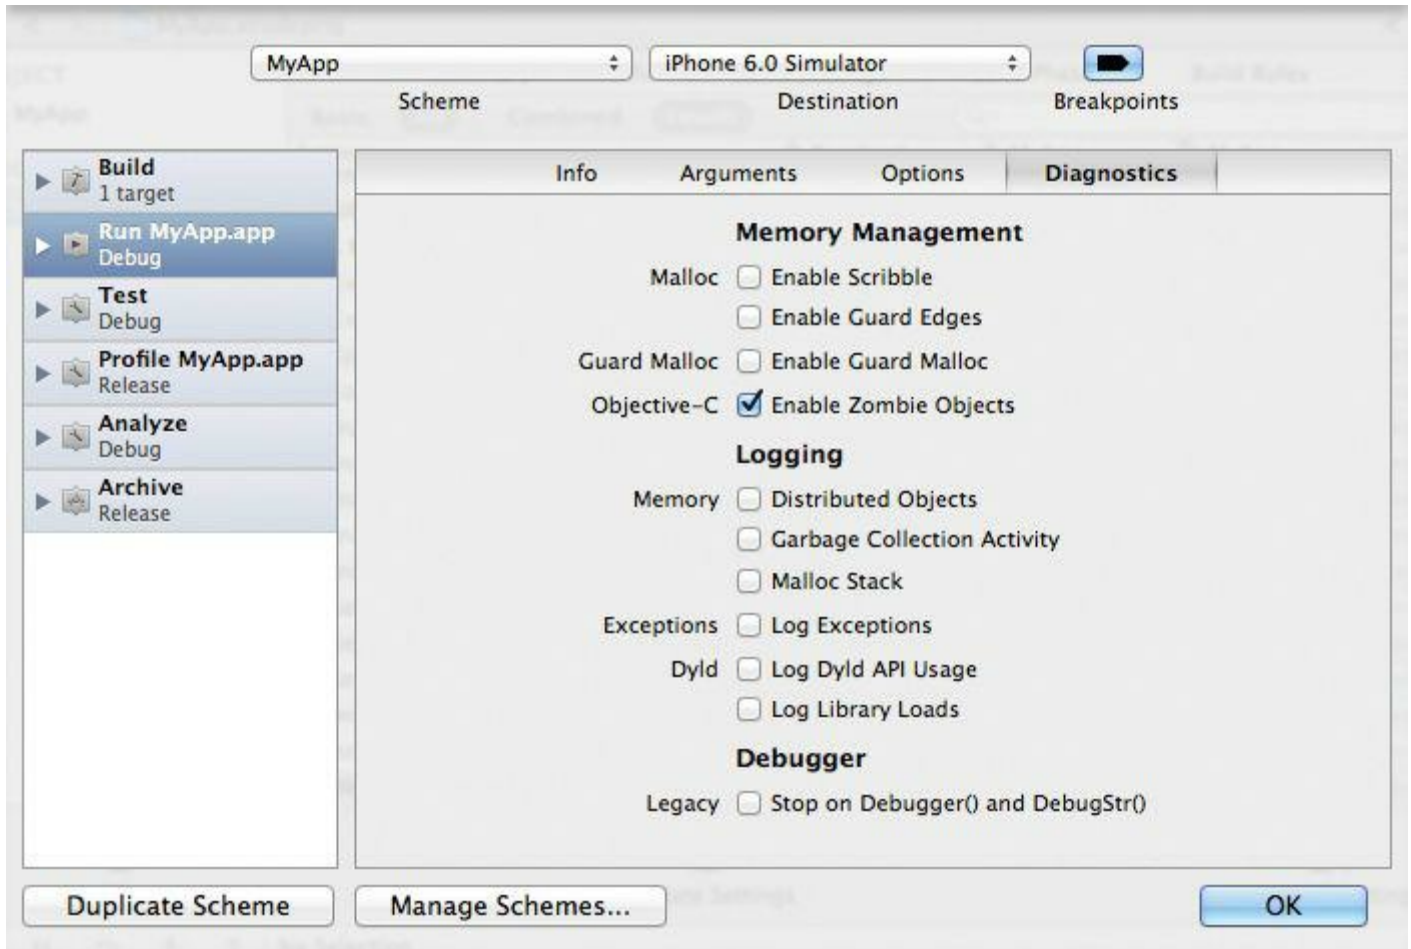 MyApp
iPhone 6.0 Simulator
Scheme
Destination
Breakpoints
Build
1 target
Run MyApp.app
Debug
Test
Debug
Profile MyApp.app
Release
Analyze
Debug
Archive
Release
Info Arguments Options Diagnostics
Memory Management
Malloc Enable Scribble
Enable Guard Edges
Guard Malloc Enable Guard Malloc
Objective-C Enable Zombie Objects
Logging
Memory Distributed Objects
Garbage Collection Activity
Malloc Stack
Exceptions Log Exceptions
Dyld Log Dyld API Usage
Log Library Loads
Debugger
Legacy Stop on Debugger() and DebugStr()
Duplicate Scheme
Manage Schemes...
OK